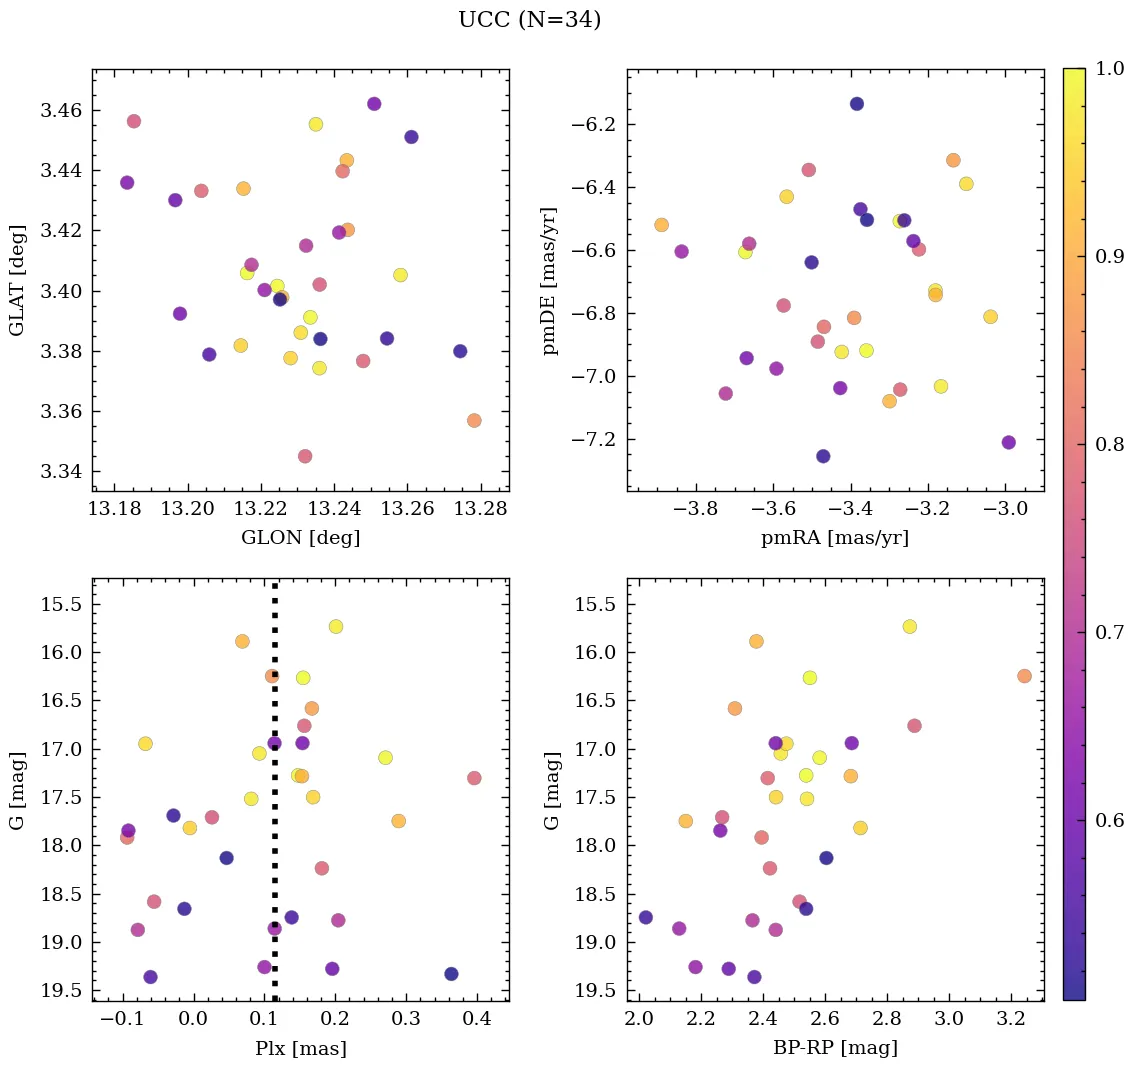 UCC (N=34)
3.46
3.44
3.42
3.40
3.38
3.36
3.34
GLAT [deg]
13.18 13.20 13.22 13.24 13.26 13.28
GLON [deg]
−6.2
−6.4
−6.6
−6.8
−7.0
−7.2
pmDE [mas/yr]
−3.8 −3.6 −3.4 −3.2 −3.0
pmRA [mas/yr]
1.0
0.9
0.8
0.7
0.6
15.5
16.0
16.5
17.0
17.5
18.0
18.5
19.0
19.5
G [mag]
−0.1 0.0 0.1 0.2 0.3 0.4
Plx [mas]
15.5
16.0
16.5
17.0
17.5
18.0
18.5
19.0
19.5
G [mag]
2.0 2.2 2.4 2.6 2.8 3.0 3.2
BP-RP [mag]